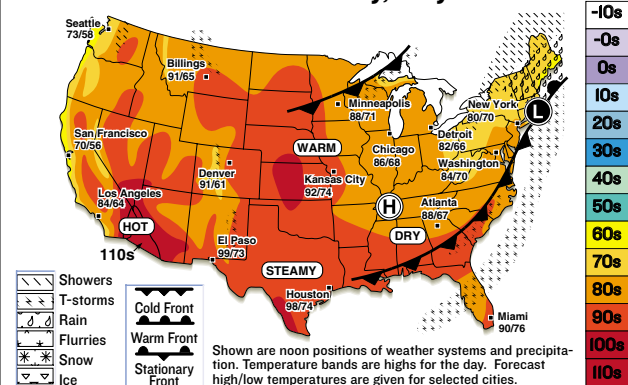 Seattle
73/58
Billings
91/65
Minneapolis
88/71
New York
80/70
L
San Francisco
70/56
WARM
Chicago
86/68
Detroit
82/66
Washington
84/70
Denver
91/61
Kansas City
92/74
Los Angeles
84/64
H
Atlanta
88/67
HOT
DRY
110s
El Paso
99/73
STEAMY
Houston
98/74
Miami
90/76
Showers
T-storms
Rain
Flurries
Snow
Ice
Cold Front
Warm Front
Stationary
Front
Shown are noon positions of weather systems and precipita-
tion. Temperature bands are highs for the day. Forecast
high/low temperatures are given for selected cities.
-10s
-0s
0s
10s
20s
30s
40s
50s
60s
70s
80s
90s
100s
110s